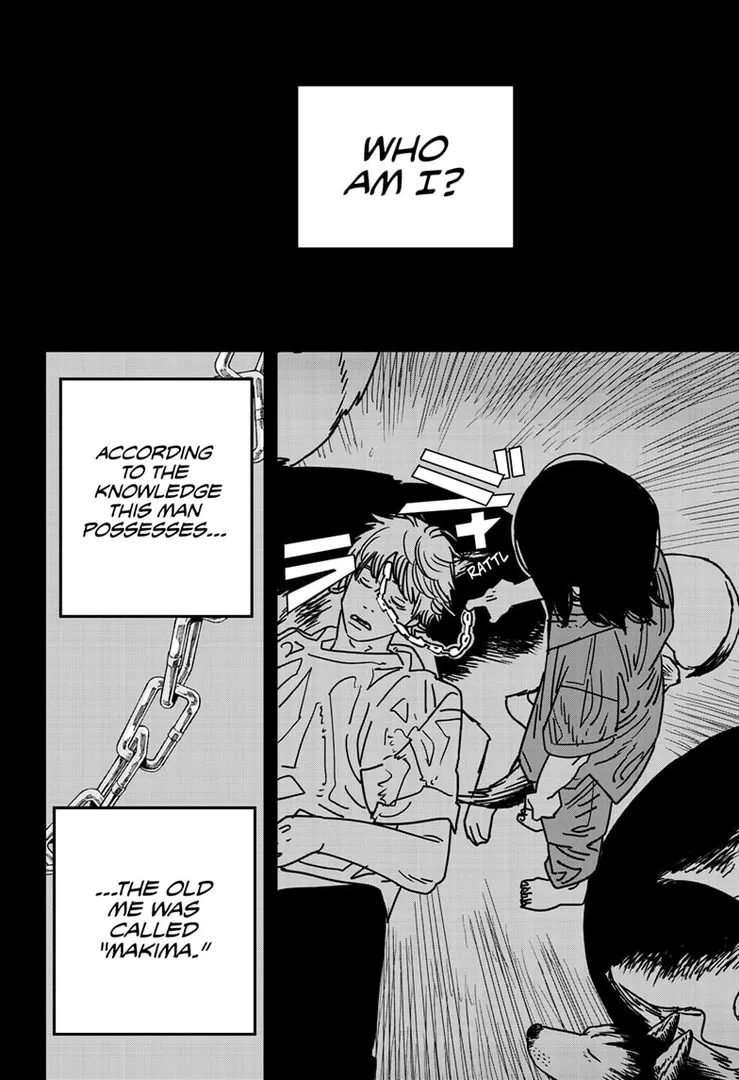 WHO
AM I?
ACCORDING
TO THE
KNOWLEDGE
THIS MAN
POSSESSES...
RATTL
...THE OLD
ME WAS
CALLED
"MAKIMA."